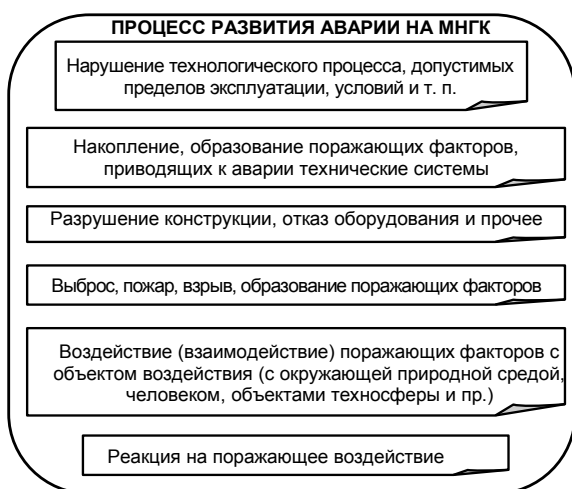 ПРОЦЕСС РАЗВИТИЯ АВАРИИ НА МНГК
Нарушение технологического процесса, допустимых
пределов эксплуатации, условий и т. п.
Накопление, образование поражающих факторов,
приводящих к аварии технические системы
Разрушение конструкции, отказ оборудования и прочее
Выброс, пожар, взрыв, образование поражающих факторов
Воздействие (взаимодействие) поражающих факторов с
объектом воздействия (с окружающей природной средой,
человеком, объектами техносферы и пр.)
Реакция на поражающее воздействие